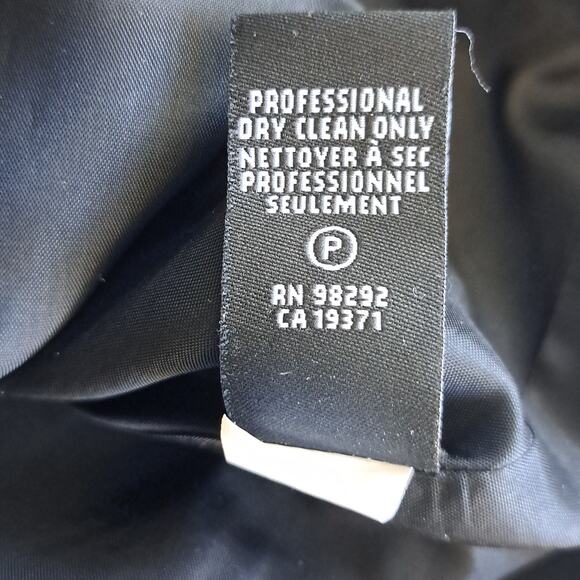 PROFESSIONAL
DRY CLEAN ONLY
NETTOYER À SEC
PROFESSIONNEL
SEULEMENT
P
RN 98292
CA 19371